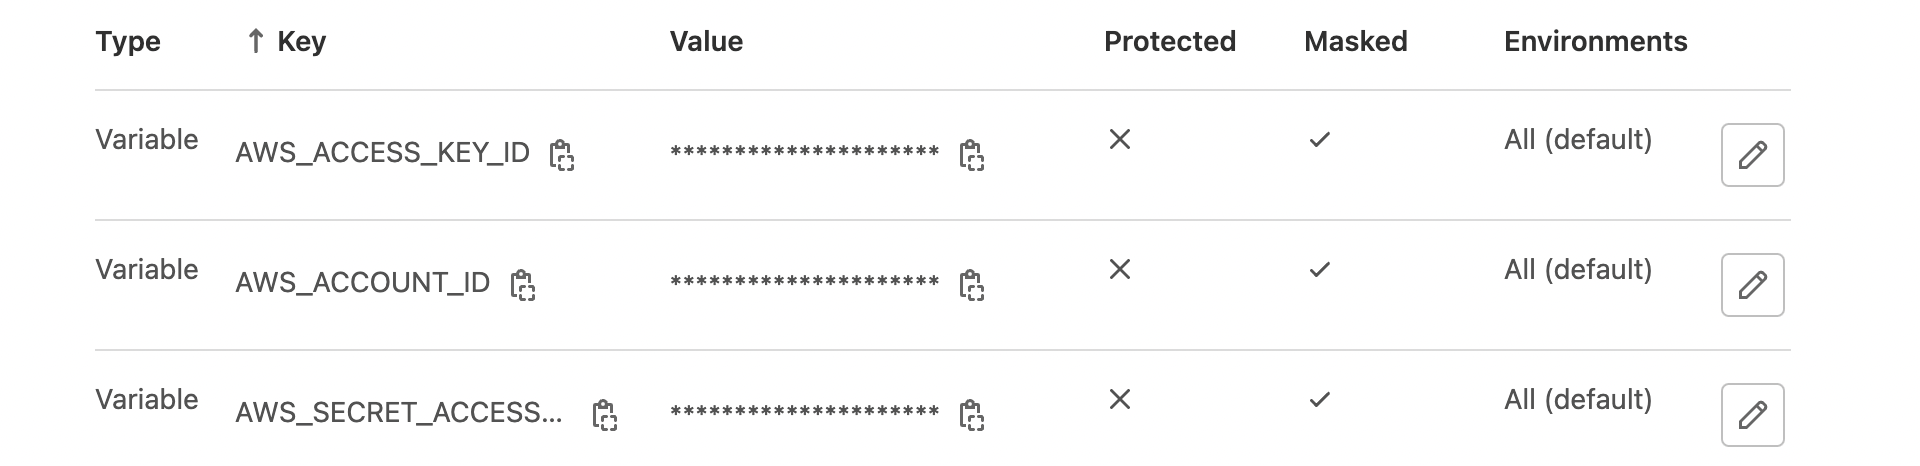 Type ↑ Key Value Protected Masked Environments
Variable AWS_ACCESS_KEY_ID ********************* All (default)
Variable AWS_ACCOUNT_ID ********************* All (default)
Variable AWS_SECRET_ACCESS... ********************* All (default)